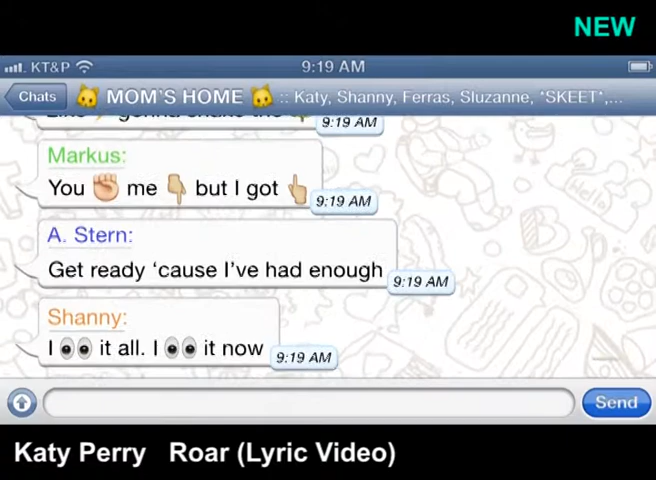 NEW
KT&P
9:19 AM
Chats
MOM'S HOME :: Katy, Shanny, Ferras, Sluzanne, *SKEET*,...
9:19 AM
Markus:
You ✊ me 👇 but I got 👆
9:19 AM
A. Stern:
Get ready ‘cause I’ve had enough
9:19 AM
Shanny:
I 👀 it all. I 👀 it now
9:19 AM
Send
Katy Perry Roar (Lyric Video)